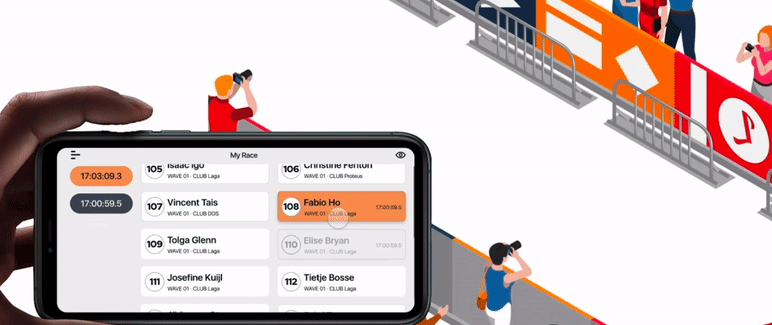 My Race
17:03:09.3
17:00:59.5
105 Isaac Igo
WAVE 01 · CLUB Laga
106 Christine Fenton
WAVE 01 · CLUB Proteus
107 Vincent Tais
WAVE 01 · CLUB DDS
108 Fabio Ho
WAVE 01 · CLUB Laga
17:00:59.5
109 Tolga Glenn
WAVE 01 · CLUB Laga
110 Elise Bryan
WAVE 01 · CLUB Laga
17:00:59.5
111 Josefine Kuijl
WAVE 01 · CLUB Laga
112 Tietje Bosse
WAVE 01 · CLUB Laga